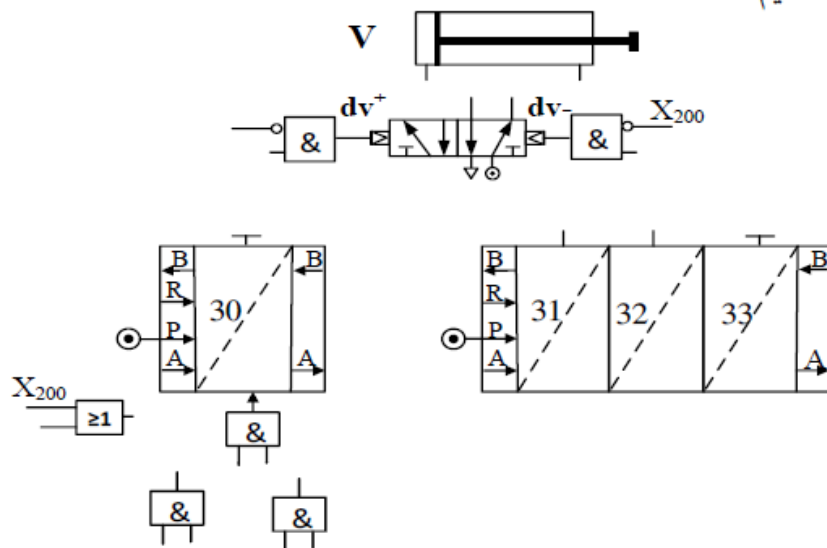 V
dv⁺ dv-
& & X₂₀₀
B B B B
R 30 R 31 32 33
P P
A A A A
X₂₀₀
≥1
&
& &